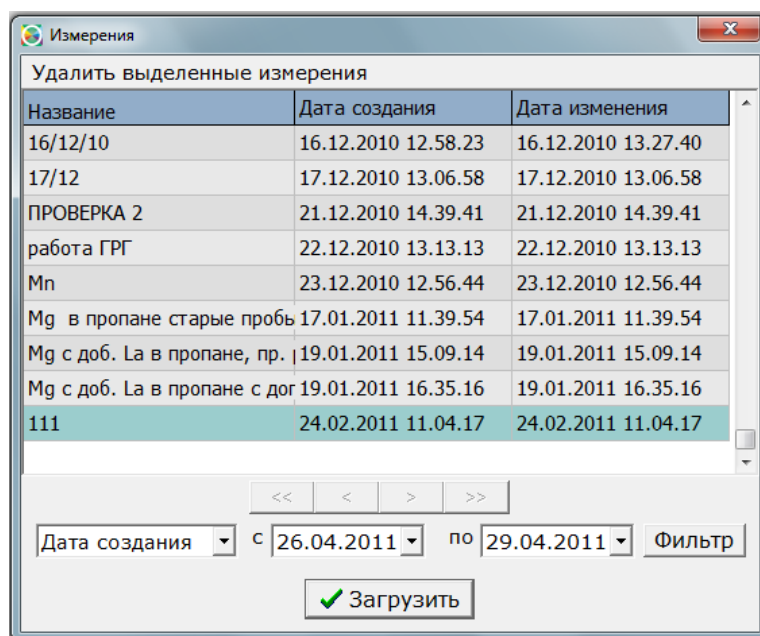 Измерения
Удалить выделенные измерения
Название Дата создания Дата изменения
16/12/10 16.12.2010 12.58.23 16.12.2010 13.27.40
17/12 17.12.2010 13.06.58 17.12.2010 13.06.58
ПРОВЕРКА 2 21.12.2010 14.39.41 21.12.2010 14.39.41
работа ГРГ 22.12.2010 13.13.13 22.12.2010 13.13.13
Mn 23.12.2010 12.56.44 23.12.2010 12.56.44
Mg в пропане старые пробы 17.01.2011 11.39.54 17.01.2011 11.39.54
Mg с доб. La в пропане, пр. 19.01.2011 15.09.14 19.01.2011 15.09.14
Mg с доб. La в пропане с 19.01.2011 16.35.16 19.01.2011 16.35.16
111 24.02.2011 11.04.17 24.02.2011 11.04.17
<< < > >>
Дата создания с 26.04.2011 по 29.04.2011 Фильтр
Загрузить